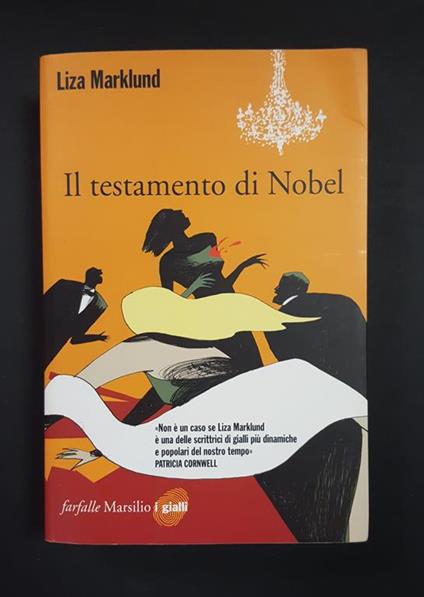 Liza Marklund
Il testamento di Nobel
«Non è un caso se Liza Marklund
è una delle scrittrici di gialli più dinamiche
e popolari del nostro tempo»
PATRICIA CORNWELL
farfalle Marsilio i gialli